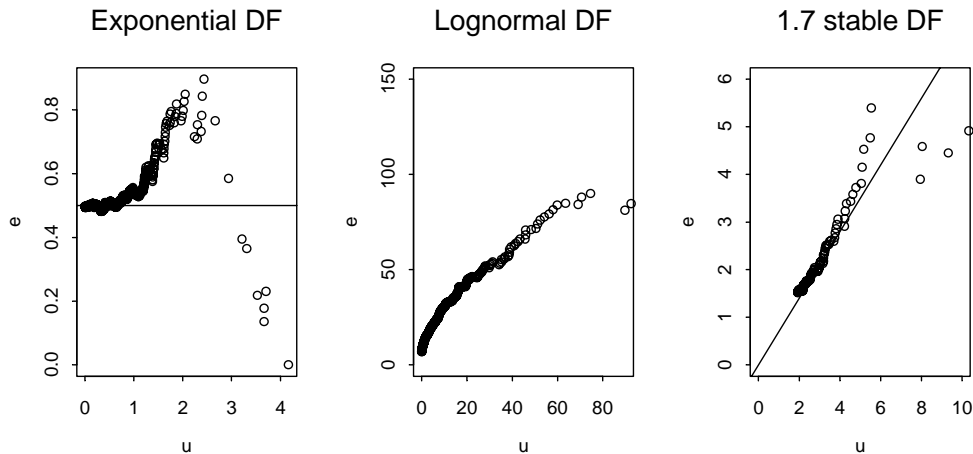 Exponential DF
Lognormal DF
1.7 stable DF
e
0.0 0.2 0.4 0.6 0.8
0 1 2 3 4
u
e
0 50 100 150
0 20 40 60 80
u
e
0 1 2 3 4 5 6
0 2 4 6 8 10
u